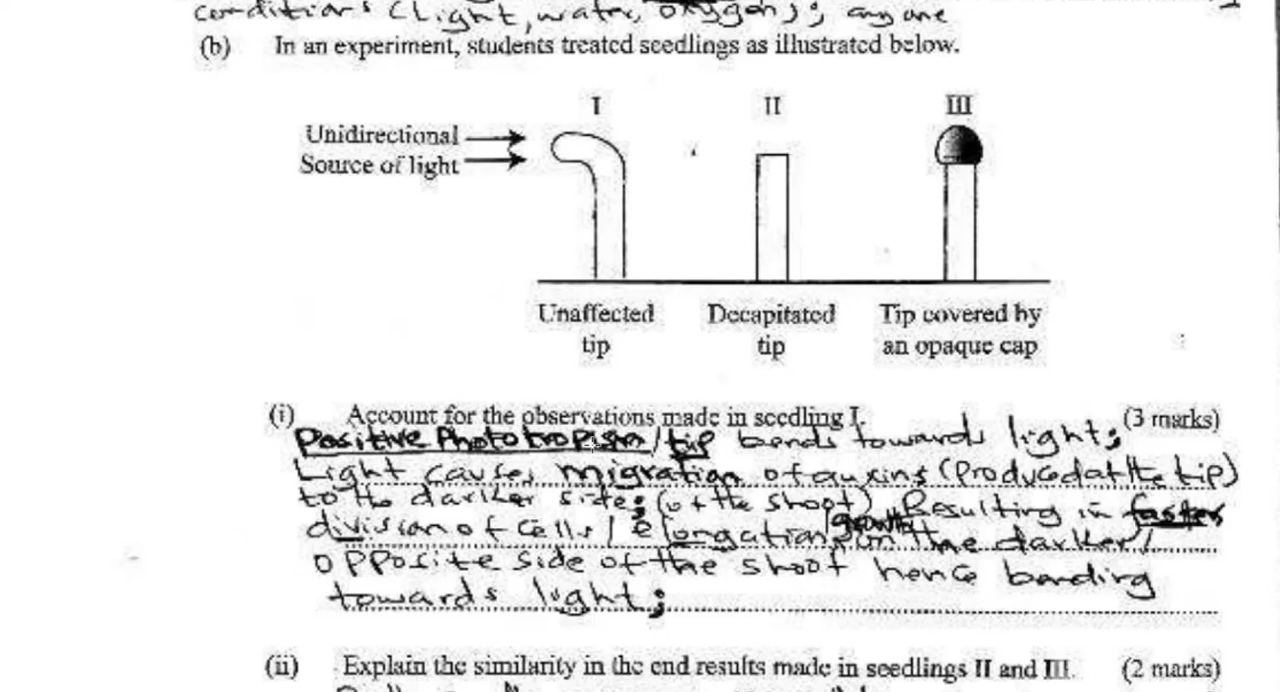 conditions (Light, water, oxygen); any one
(b) In an experiment, students treated seedlings as illustrated below.
I II III
Unidirectional
Source of light
Unaffected tip
Decapitated tip
Tip covered by an opaque cap
(i) Account for the observations made in seedling I. (3 marks)
Positive Phototropism / tip bends towards light;
Light causes migration of auxins (produced at the tip)
to the darker side; (of the shoot) Resulting in faster
division of cells / elongation / growth on the darker /
opposite side of the shoot hence bending
towards light;
(ii) Explain the similarity in the end results made in seedlings II and III. (2 marks)